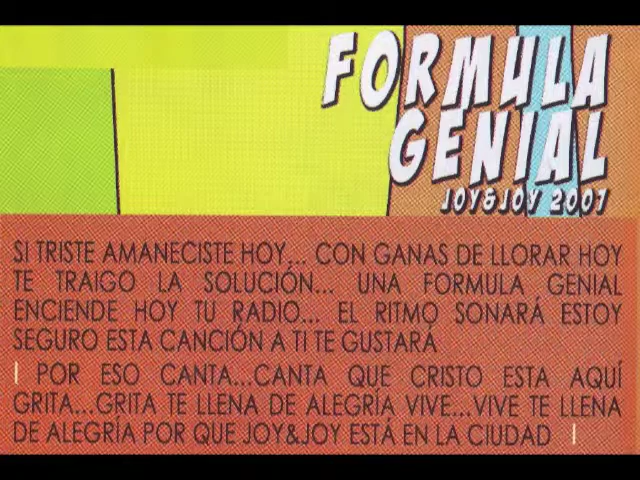 FORMULA
GENIAL
JOY&JOY 2007
SI TRISTE AMANECISTE HOY... CON GANAS DE LLORAR HOY
TE TRAIGO LA SOLUCIÓN... UNA FORMULA GENIAL
ENCIENDE HOY TU RADIO... EL RITMO SONARÁ ESTOY
SEGURO ESTA CANCIÓN A TI TE GUSTARÁ
| POR ESO CANTA...CANTA QUE CRISTO ESTA AQUÍ
GRITA...GRITA TE LLENA DE ALEGRÍA VIVE...VIVE TE LLENA
DE ALEGRÍA POR QUE JOY&JOY ESTÁ EN LA CIUDAD |